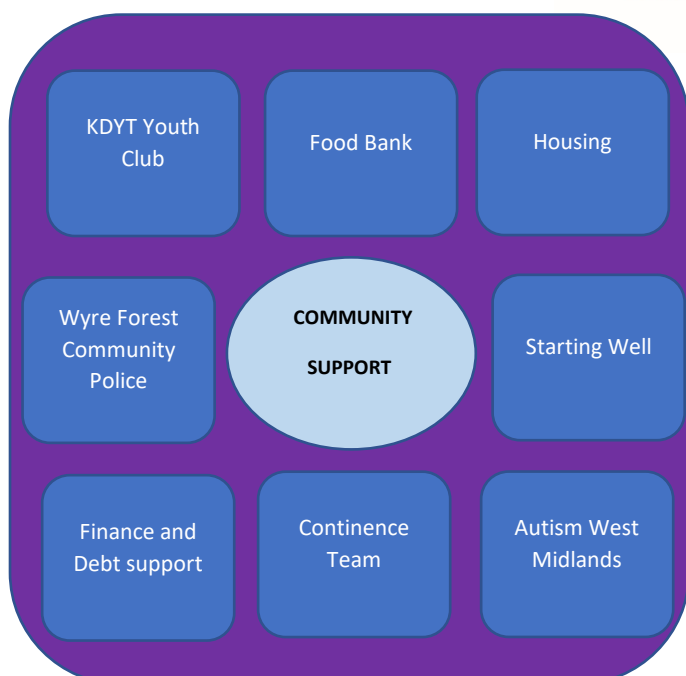 KDYT Youth
Club
Food Bank
Housing
Wyre Forest
Community
Police
COMMUNITY
SUPPORT
Starting Well
Finance and
Debt support
Continence
Team
Autism West
Midlands